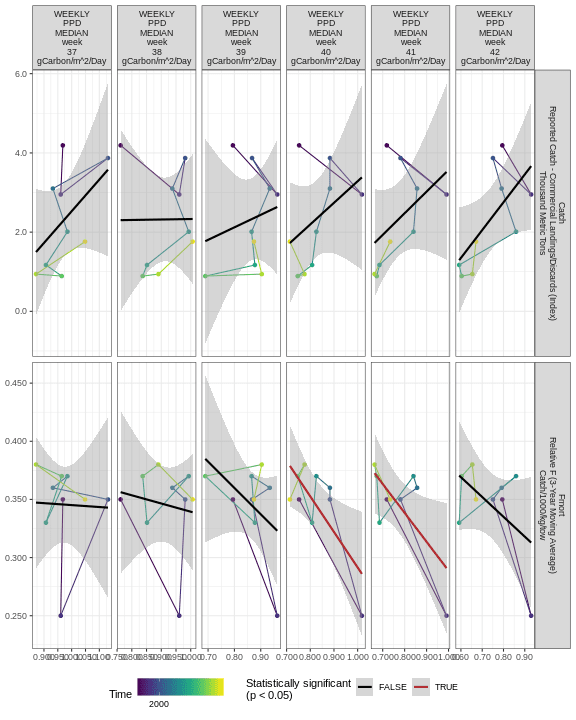 WEEKLY
PPD
MEDIAN
week
37
gCarbon/m^2/Day
WEEKLY
PPD
MEDIAN
week
38
gCarbon/m^2/Day
WEEKLY
PPD
MEDIAN
week
39
gCarbon/m^2/Day
WEEKLY
PPD
MEDIAN
week
40
gCarbon/m^2/Day
WEEKLY
PPD
MEDIAN
week
41
gCarbon/m^2/Day
WEEKLY
PPD
MEDIAN
week
42
gCarbon/m^2/Day
6.0
4.0
2.0
0.0
Catch
Reported Catch - Commercial Landings/Discards (Index)
Thousand Metric Tons
0.450
0.400
0.350
0.300
0.250
Fmort
Relative F (3-Year Moving Average)
Catch/1000/kg/tow
0.70 0.80 0.90
0.800 0.900 1.000
0.700 0.800 0.900
0.70 0.80 0.90
Time
2000
Statistically significant
(p < 0.05)
FALSE
TRUE